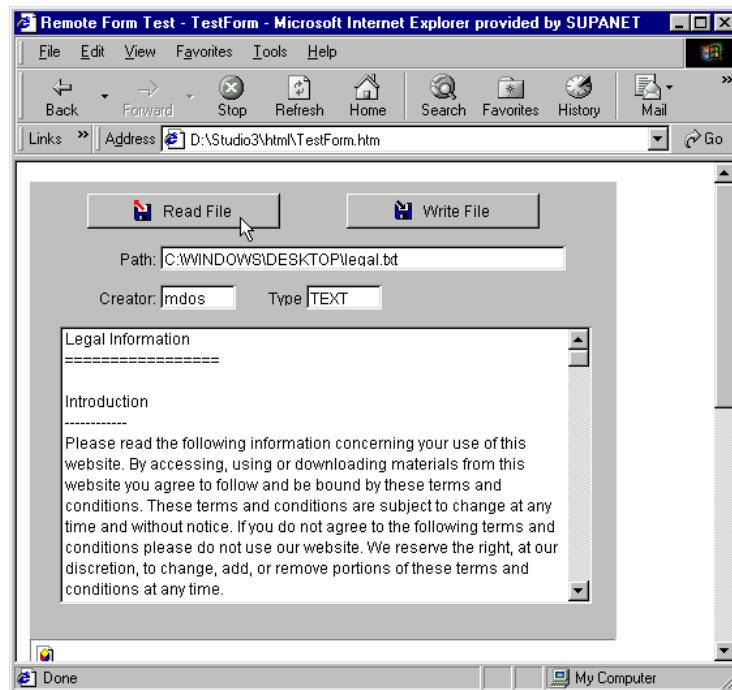 Remote Form Test - TestForm - Microsoft Internet Explorer provided by SUPANET
File Edit View Favorites Tools Help
Back Forward Stop Refresh Home Search Favorites History Mail »
Links » Address D:\Studio3\html\TestForm.htm Go
Read File Write File
Path: C:\WINDOWS\DESKTOP\legal.txt
Creator: mdos Type TEXT
Legal Information
=================
Introduction
------------
Please read the following information concerning your use of this
website. By accessing, using or downloading materials from this
website you agree to follow and be bound by these terms and
conditions. These terms and conditions are subject to change at any
time and without notice. If you do not agree to the following terms and
conditions please do not use our website. We reserve the right, at our
discretion, to change, add, or remove portions of these terms and
conditions at any time.
Done My Computer